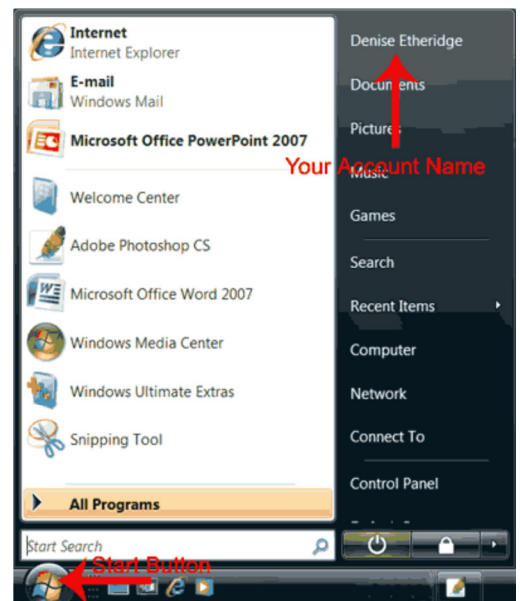 Internet
Internet Explorer
E-mail
Windows Mail
Microsoft Office PowerPoint 2007
Welcome Center
Adobe Photoshop CS
Microsoft Office Word 2007
Windows Media Center
Windows Ultimate Extras
Snipping Tool
All Programs
Start Search
Denise Etheridge
Documents
Pictures
Your Account Name
Music
Games
Search
Recent Items
Computer
Network
Connect To
Control Panel
Start Button